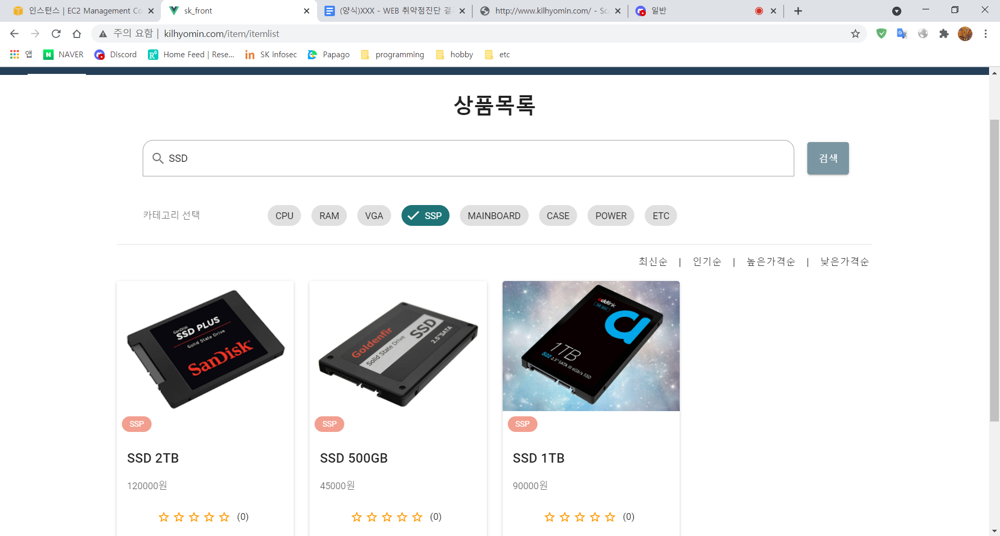 인스턴스 | EC2 Management Co
sk_front
(양식)XXX - WEB 취약점진단 결
http://www.kilhyomin.com/ - Sc
일반
주의 요함 | kilhyomin.com/item/itemlist
앱
NAVER
Discord
Home Feed | Rese...
SK infosec
Papago
programming
hobby
etc
상품목록
SSD
검색
카테고리 선택
CPU
RAM
VGA
SSP
MAINBOARD
CASE
POWER
ETC
최신순 | 인기순 | 높은가격순 | 낮은가격순
SanDisk
SSD PLUS
Solid State Drive
SanDisk
Goldenfir
Solid State Drive
SSD
2.5"SATA
addlink
1TB
S22 2.5" SATA III 6Gb/s SSD
SSP
SSP
SSP
SSD 2TB
SSD 500GB
SSD 1TB
120000원
45000원
90000원
(0)
(0)
(0)